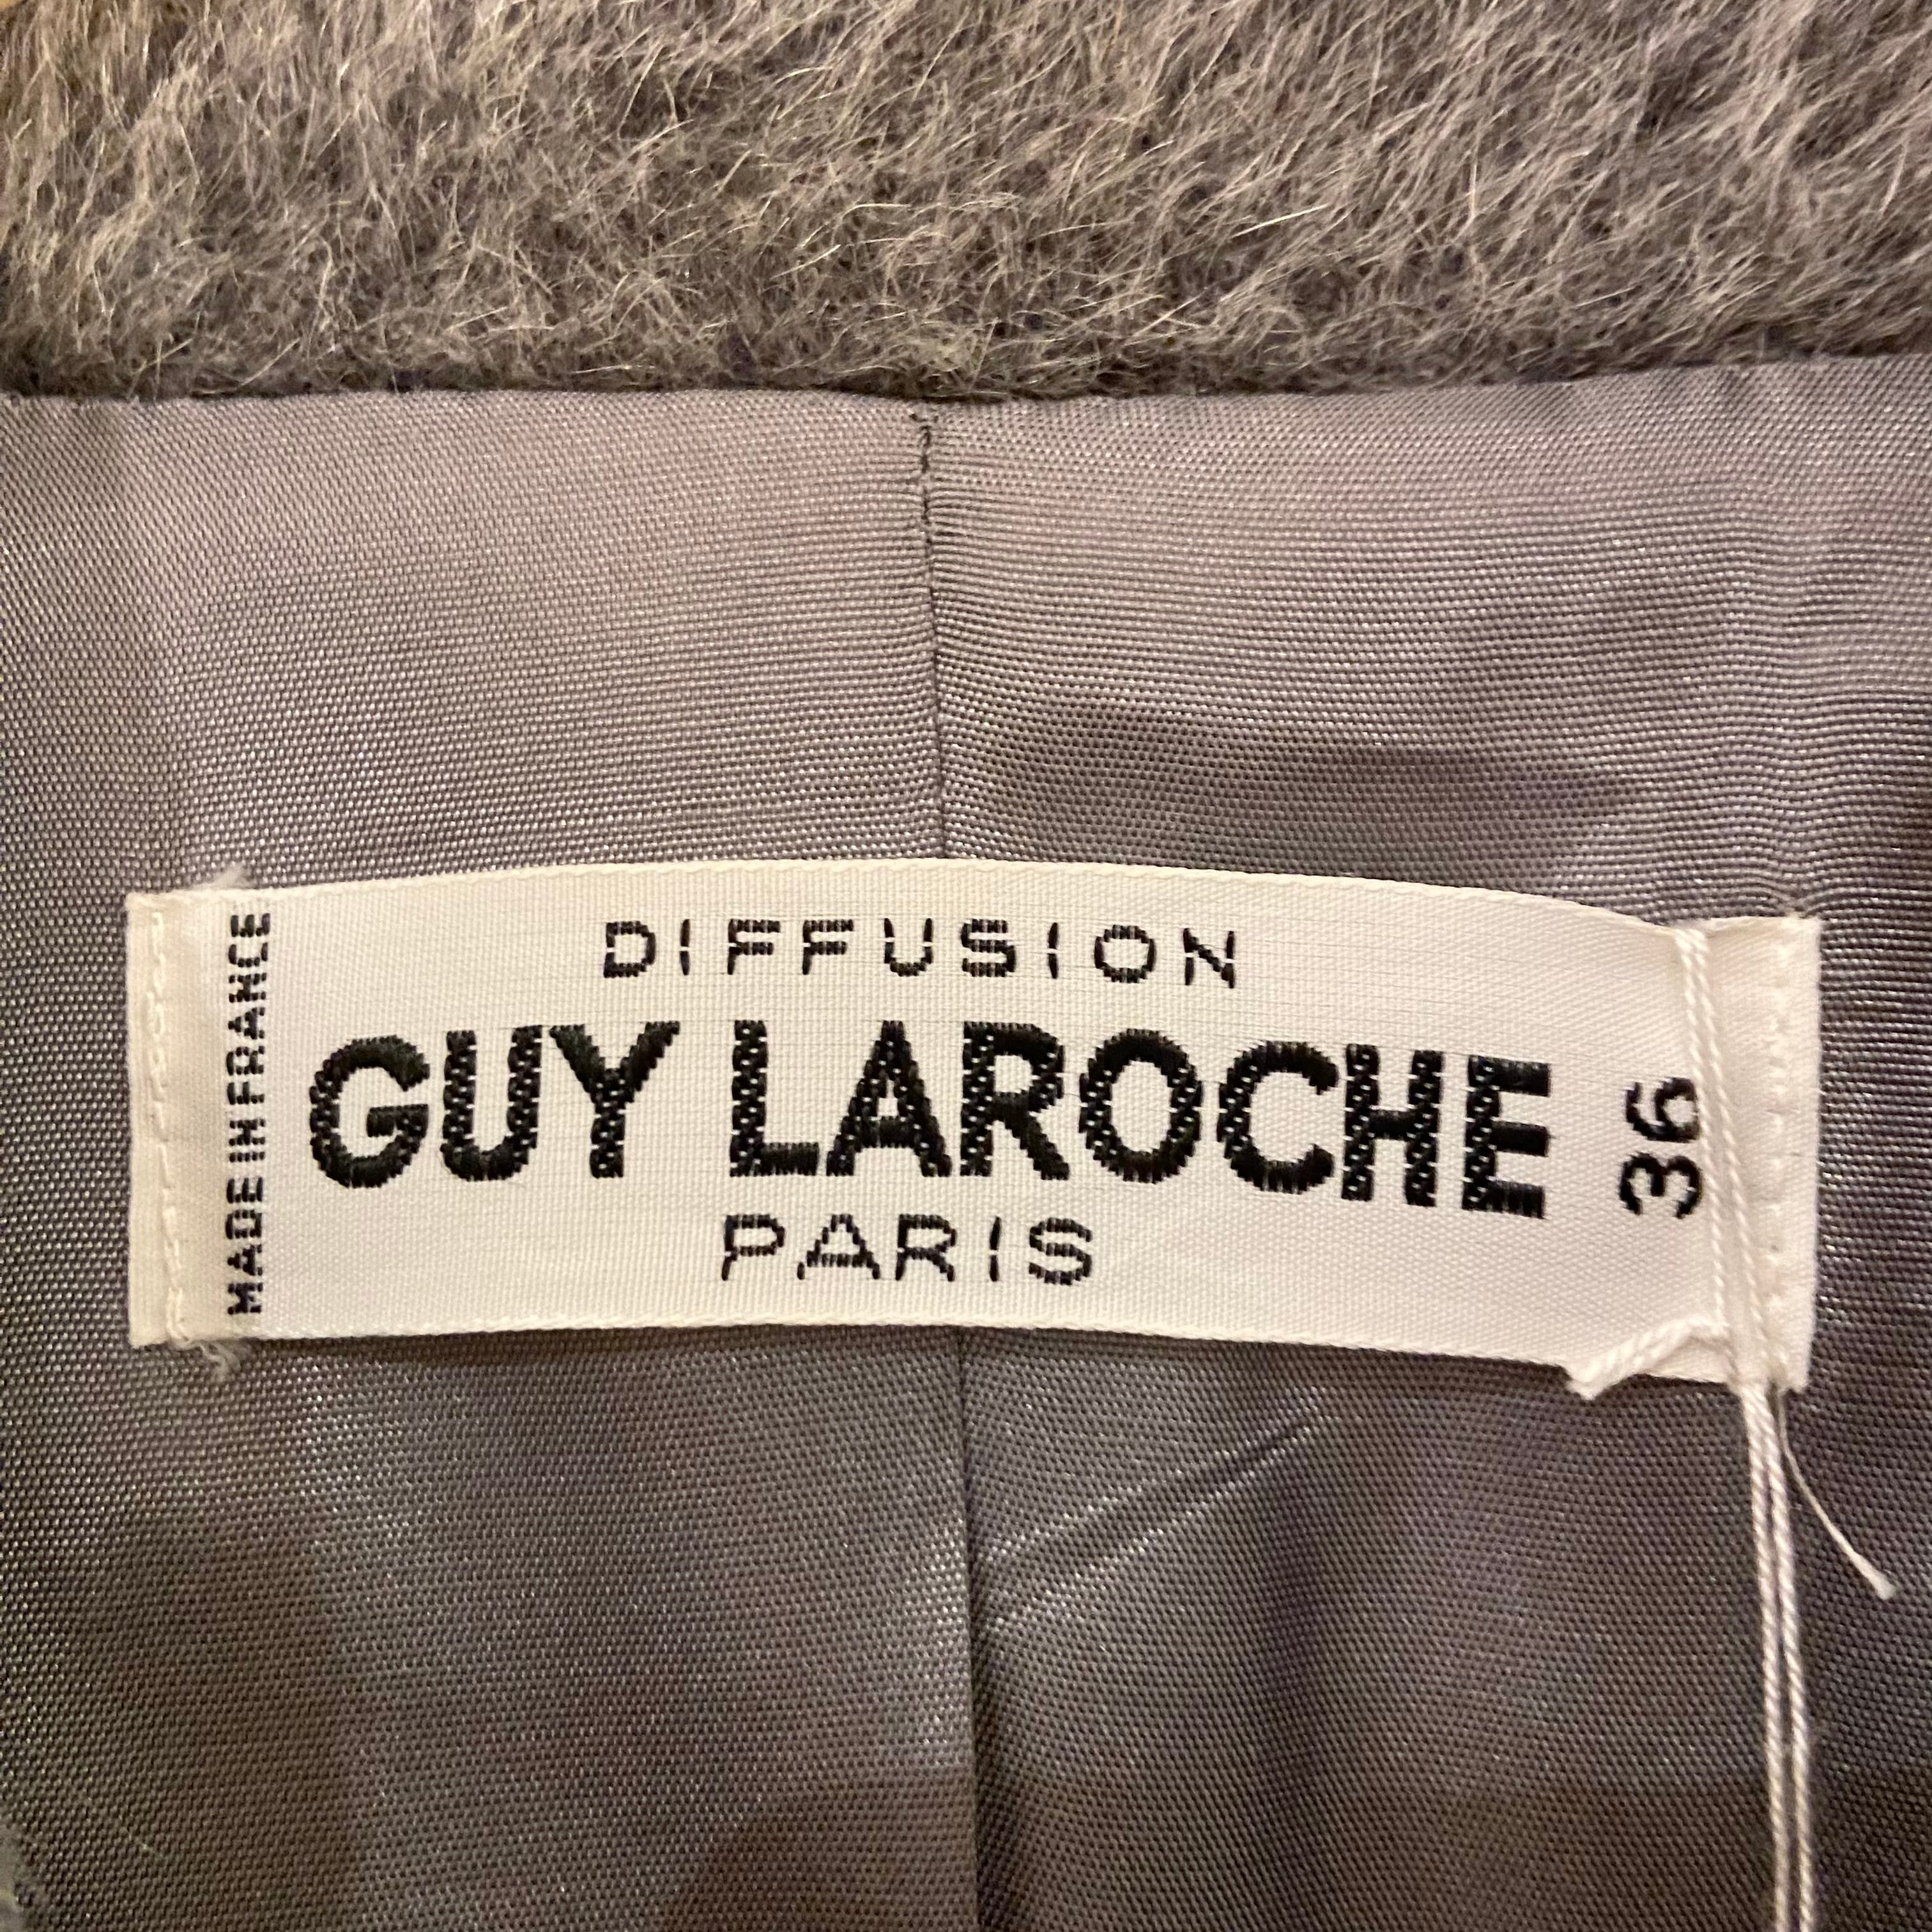 MADE IN FRANCE
DIFFUSION
GUY LAROCHE
PARIS
36